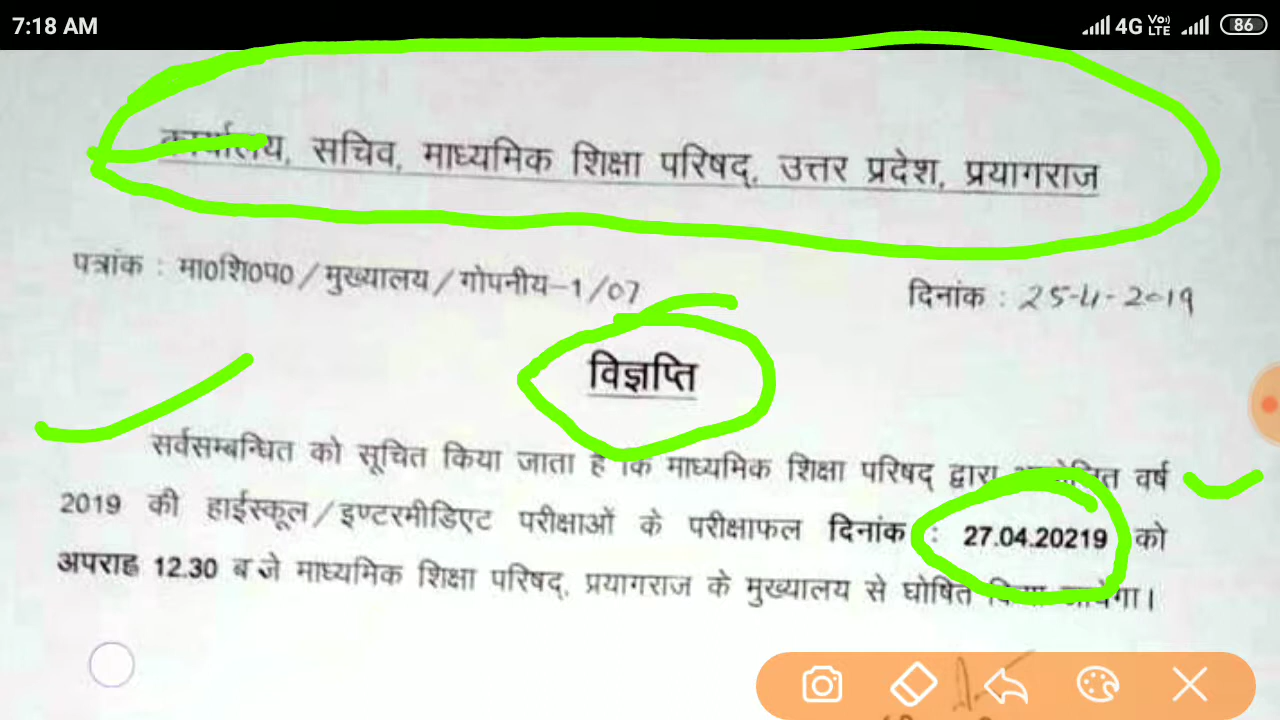 7:18 AM 4G VoLTE 86
कार्यालय, सचिव, माध्यमिक शिक्षा परिषद्, उत्तर प्रदेश, प्रयागराज
पत्रांक : मा0शि0प0/मुख्यालय/गोपनीय-1/07 दिनांक : 25-4-2019
विज्ञप्ति
सर्वसम्बन्धित को सूचित किया जाता है कि माध्यमिक शिक्षा परिषद् द्वारा वर्ष
2019 की हाईस्कूल/इण्टरमीडिएट परीक्षाओं के परीक्षाफल दिनांक : 27.04.20219 को
अपराह्न 12.30 बजे माध्यमिक शिक्षा परिषद्, प्रयागराज के मुख्यालय से घोषित किया जायेगा।